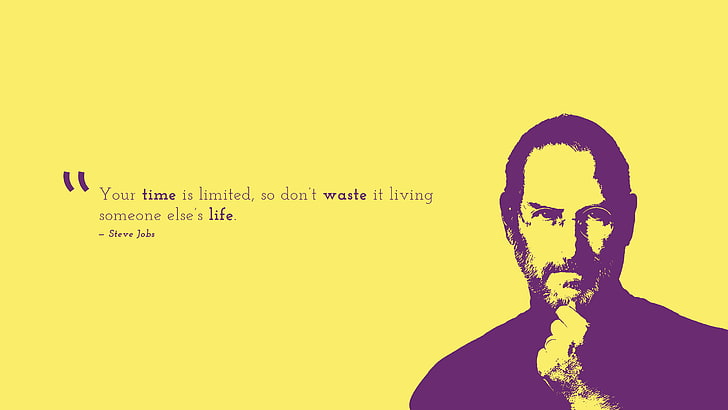 "
Your time is limited, so don't waste it living
someone else's life.
– Steve Jobs